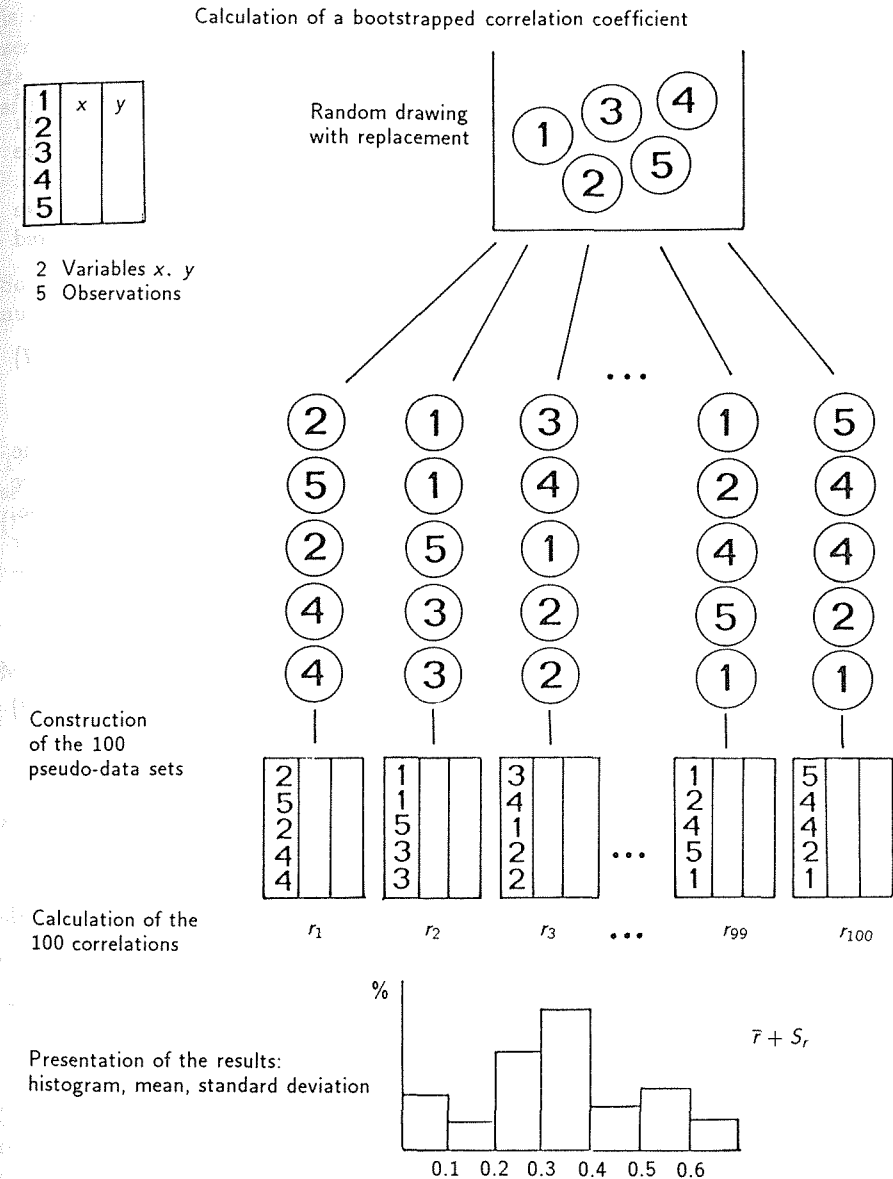 Calculation of a bootstrapped correlation coefficient
1 x y
2
3
4
5
2 Variables x. y
5 Observations
Random drawing
with replacement
1 3 4
2 5
...
2 1 3 1 5
5 1 4 2 4
2 5 1 4 4
4 3 2 5 2
4 3 2 1 1
Construction
of the 100
pseudo-data sets
2 1 3 1 5
5 1 4 2 4
2 5 1 4 4
4 3 2 ... 5 2
4 3 2 1 1
Calculation of the
100 correlations
r1 r2 r3 ... r99 r100
Presentation of the results:
histogram, mean, standard deviation
%
r̄ + Sr
0.1 0.2 0.3 0.4 0.5 0.6